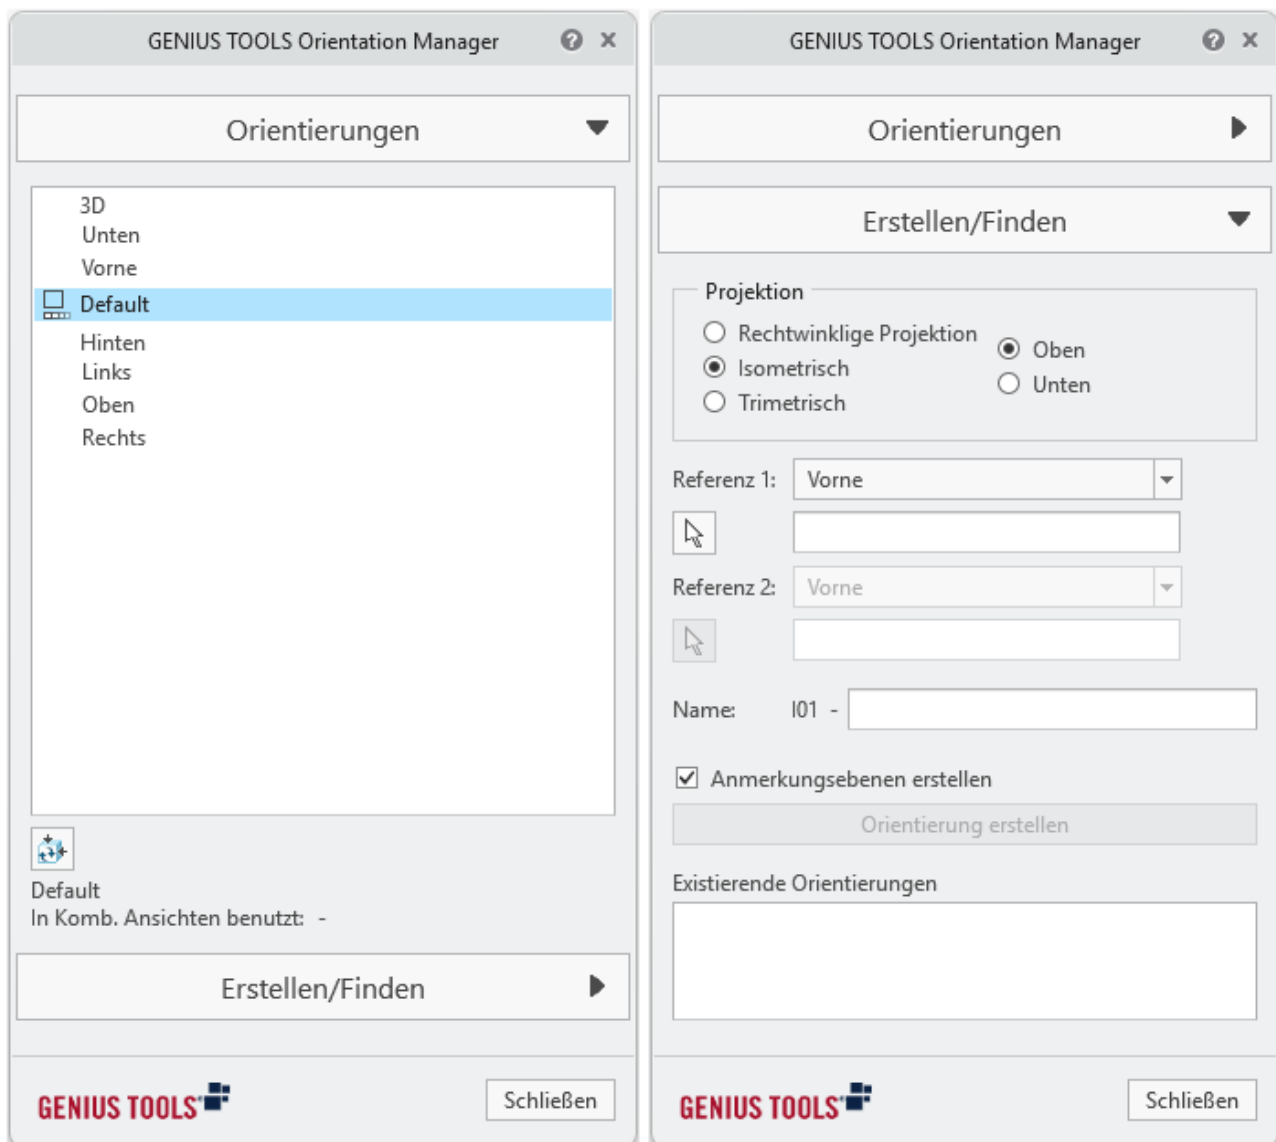 GENIUS TOOLS Orientation Manager
Orientierungen
3D
Unten
Vorne
Default
Hinten
Links
Oben
Rechts
Default
In Komb. Ansichten benutzt: -
Erstellen/Finden
GENIUS TOOLS
Schließen
GENIUS TOOLS Orientation Manager
Orientierungen
Erstellen/Finden
Projektion
Rechtwinklige Projektion
Isometrisch
Trimetrisch
Oben
Unten
Referenz 1: Vorne
Referenz 2: Vorne
Name: I01 -
Anmerkungsebenen erstellen
Orientierung erstellen
Existierende Orientierungen
GENIUS TOOLS
Schließen